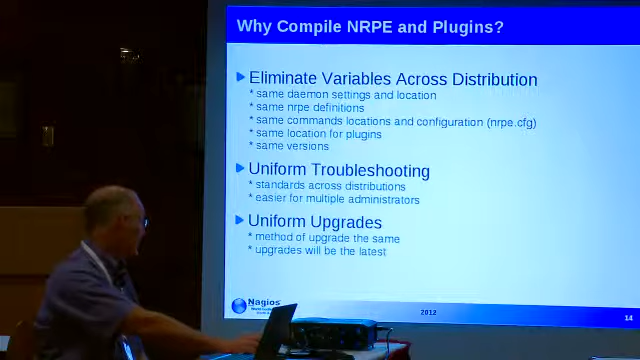 Why Compile NRPE and Plugins?
Eliminate Variables Across Distribution
* same daemon settings and location
* same nrpe definitions
* same commands locations and configuration (nrpe.cfg)
* same location for plugins
* same versions
Uniform Troubleshooting
* standards across distributions
* easier for multiple administrators
Uniform Upgrades
* method of upgrade the same
* upgrades will be the latest
Nagios
2012
14